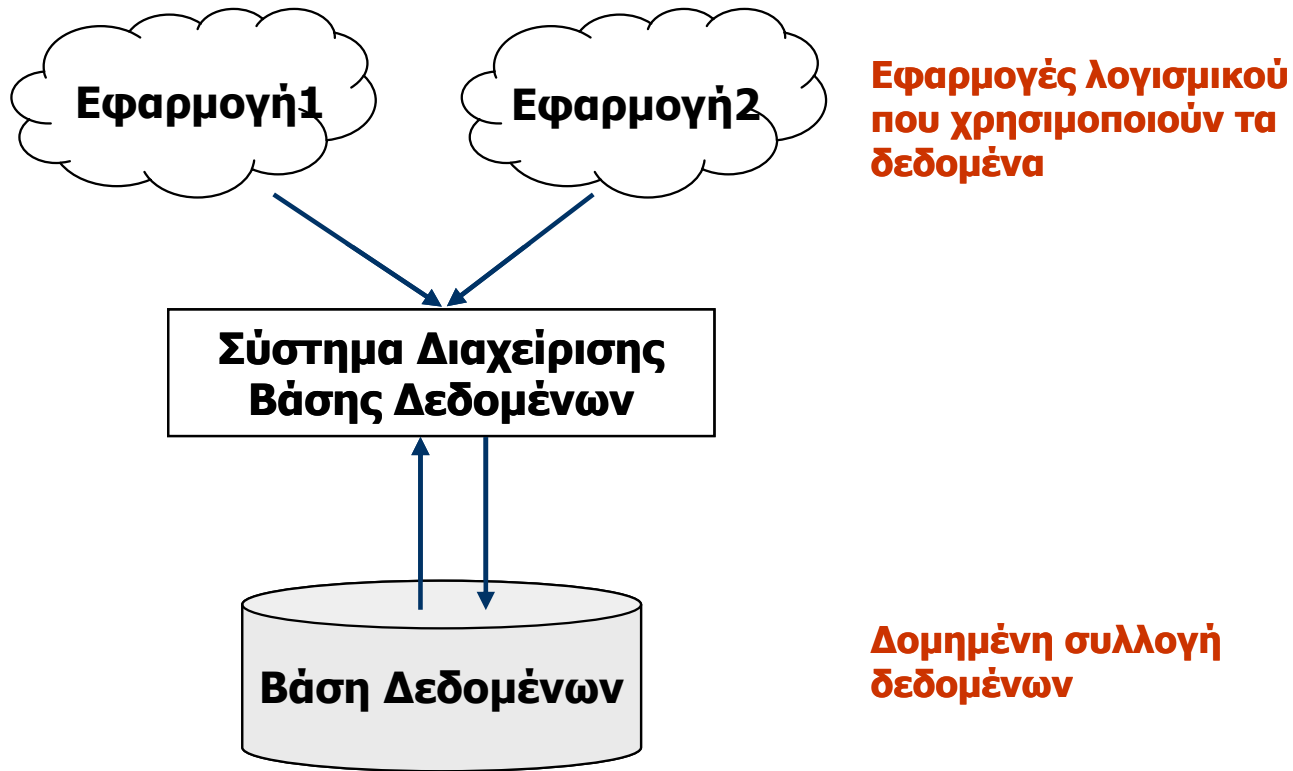 Εφαρμογή1
Εφαρμογή2
Εφαρμογές λογισμικού
που χρησιμοποιούν τα
δεδομένα
Σύστημα Διαχείρισης
Βάσης Δεδομένων
Βάση Δεδομένων
Δομημένη συλλογή
δεδομένων